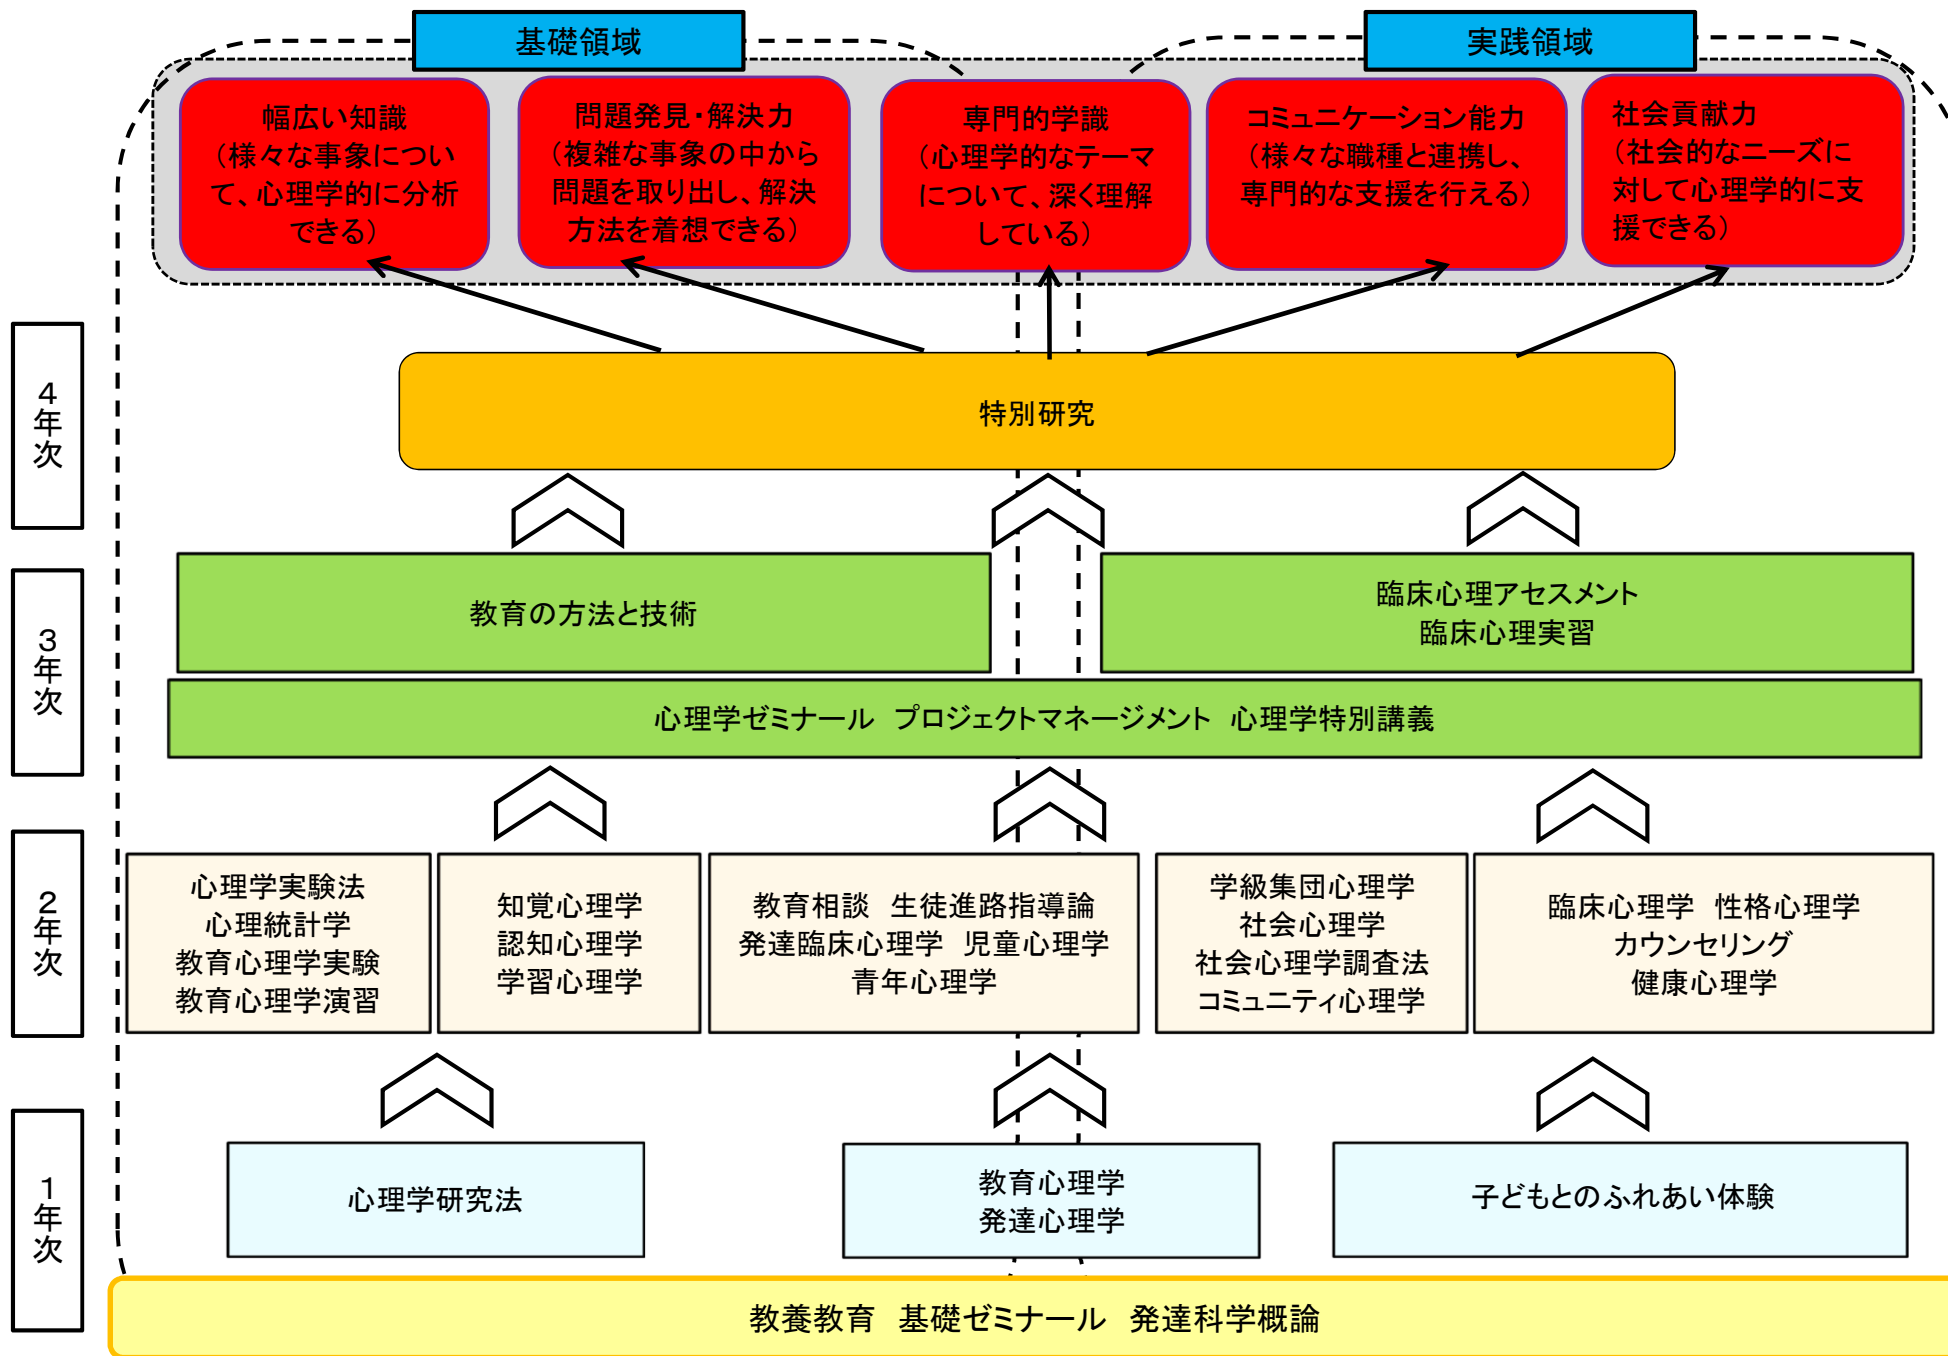 基礎領域
実践領域
幅広い知識
（様々な事象につい
て、心理学的に分析
できる）
問題発見・解決力
（複雑な事象の中から
問題を取り出し、解決
方法を着想できる）
専門的学識
（心理学的なテーマ
について、深く理解
している）
コミュニケーション能力
（様々な職種と連携し、
専門的な支援を行える）
社会貢献力
（社会的なニーズに
対して心理学的に支
援できる）
４年次
特別研究
３年次
教育の方法と技術
臨床心理アセスメント
臨床心理実習
心理学ゼミナール　プロジェクトマネージメント　心理学特別講義
２年次
心理学実験法
心理統計学
教育心理学実験
教育心理学演習
知覚心理学
認知心理学
学習心理学
教育相談　生徒進路指導論
発達臨床心理学　児童心理学
青年心理学
学級集団心理学
社会心理学
社会心理学調査法
コミュニティ心理学
臨床心理学　性格心理学
カウンセリング
健康心理学
１年次
心理学研究法
教育心理学
発達心理学
子どもとのふれあい体験
教養教育　基礎ゼミナール　発達科学概論